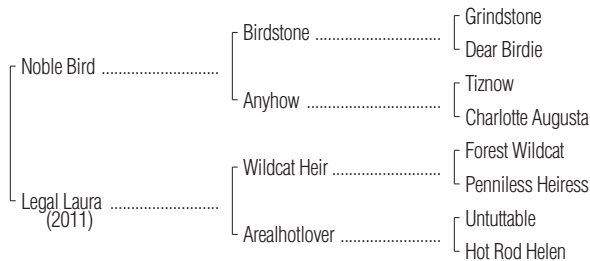 Grindstone
Birdstone ........................................
Dear Birdie
Noble Bird .....................................
Tiznow
Anyhow ...........................................
Charlotte Augusta
Forest Wildcat
Wildcat Heir ...................................
Penniless Heiress
Legal Laura ...................................
(2011)
Untuttable
Arealhotlover ................................
Hot Rod Helen